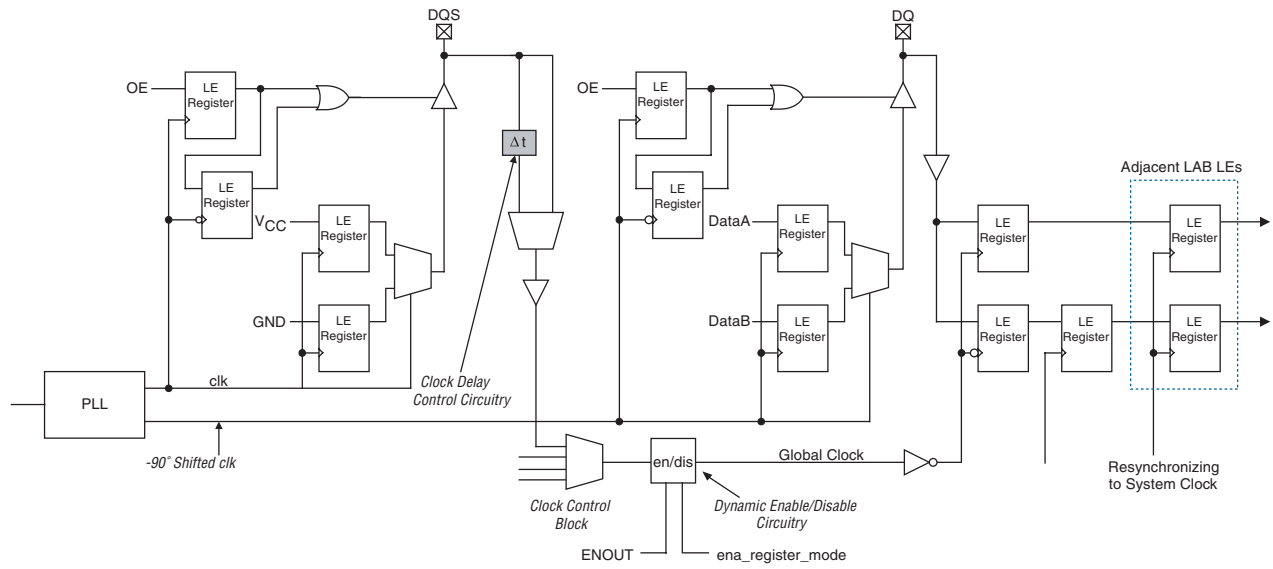 DQS
DQ
OE
LE
Register
OE
LE
Register
Δ t
Adjacent LAB LEs
LE
Register
LE
Register
VCC
LE
Register
DataA
LE
Register
LE
Register
LE
Register
GND
LE
Register
DataB
LE
Register
LE
Register
LE
Register
LE
Register
PLL
clk
Clock Delay
Control Circuitry
-90˚ Shifted clk
en/dis
Global Clock
Resynchronizing
to System Clock
Clock Control
Block
Dynamic Enable/Disable
Circuitry
ENOUT
ena_register_mode